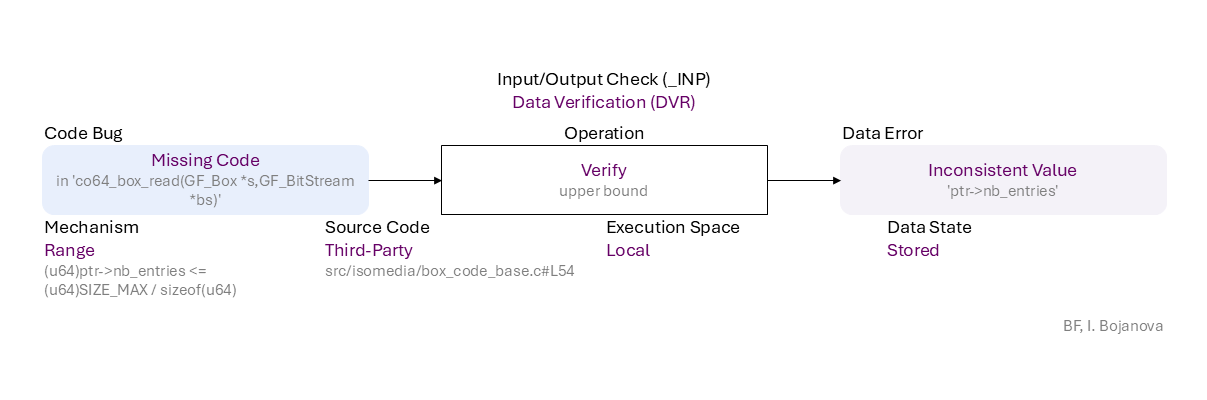 Input/Output Check (_INP)
Data Verification (DVR)
Code Bug
Operation
Data Error
Missing Code
in 'co64_box_read(GF_Box *s,GF_BitStream
*bs)'
Verify
upper bound
Inconsistent Value
'ptr->nb_entries'
Mechanism
Source Code
Execution Space
Data State
Range
Third-Party
Local
Stored
(u64)ptr->nb_entries <=
(u64)SIZE_MAX / sizeof(u64)
src/isomedia/box_code_base.c#L54
BF, I. Bojanova